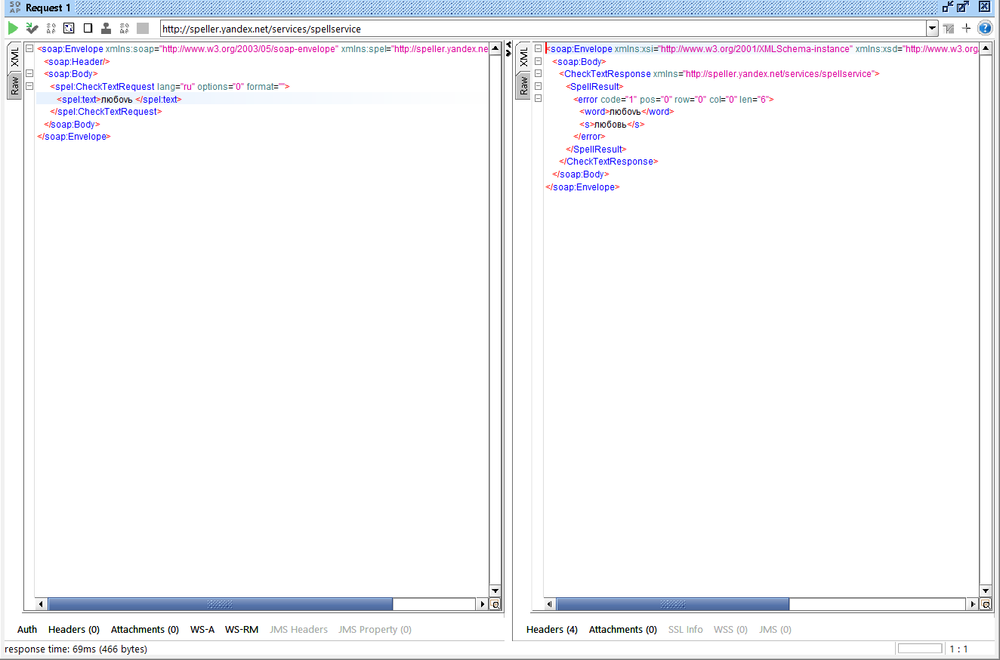 SO AP Request 1
http://speller.yandex.net/services/spellservice
XML
Raw
<soap:Envelope xmlns:soap="http://www.w3.org/2003/05/soap-envelope" xmlns:spel="http://speller.yandex.ne
<soap:Header/>
<soap:Body>
<spel:CheckTextRequest lang="ru" options="0" format="">
<spel:text>любоvь </spel:text>
</spel:CheckTextRequest>
</soap:Body>
</soap:Envelope>
XML
Raw
<soap:Envelope xmlns:xsi="http://www.w3.org/2001/XMLSchema-instance" xmlns:xsd="http://www.w3.org/
<soap:Body>
<CheckTextResponse xmlns="http://speller.yandex.net/services/spellservice">
<SpellResult>
<error code="1" pos="0" row="0" col="0" len="6">
<word>любоvь</word>
<s>любовь</s>
</error>
</SpellResult>
</CheckTextResponse>
</soap:Body>
</soap:Envelope>
Auth Headers (0) Attachments (0) WS-A WS-RM JMS Headers JMS Property (0)
Headers (4) Attachments (0) SSL Info WSS (0) JMS (0)
response time: 69ms (466 bytes)
1 : 1